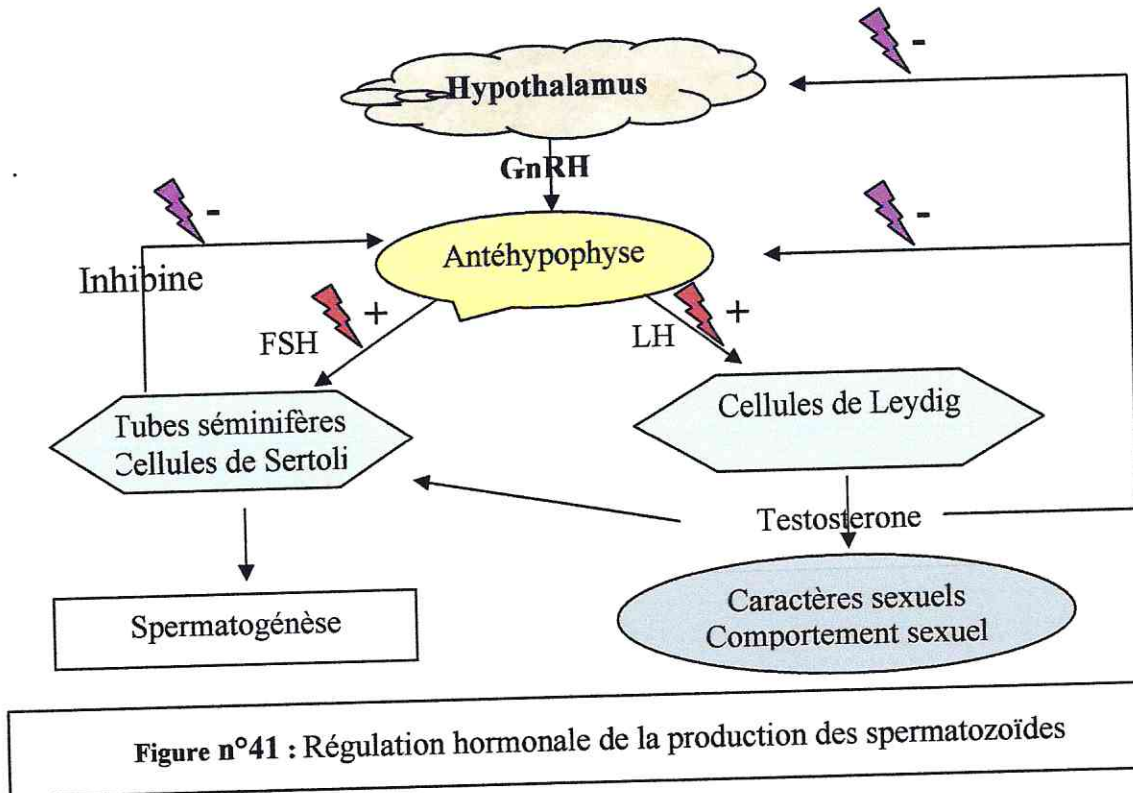 -
Hypothalamus
GnRH
-
-
Antéhypophyse
Inhibine
+
+
FSH
LH
Tubes séminifères
Cellules de Sertoli
Cellules de Leydig
Testosterone
Spermatogénèse
Caractères sexuels
Comportement sexuel
Figure n°41 : Régulation hormonale de la production des spermatozoïdes